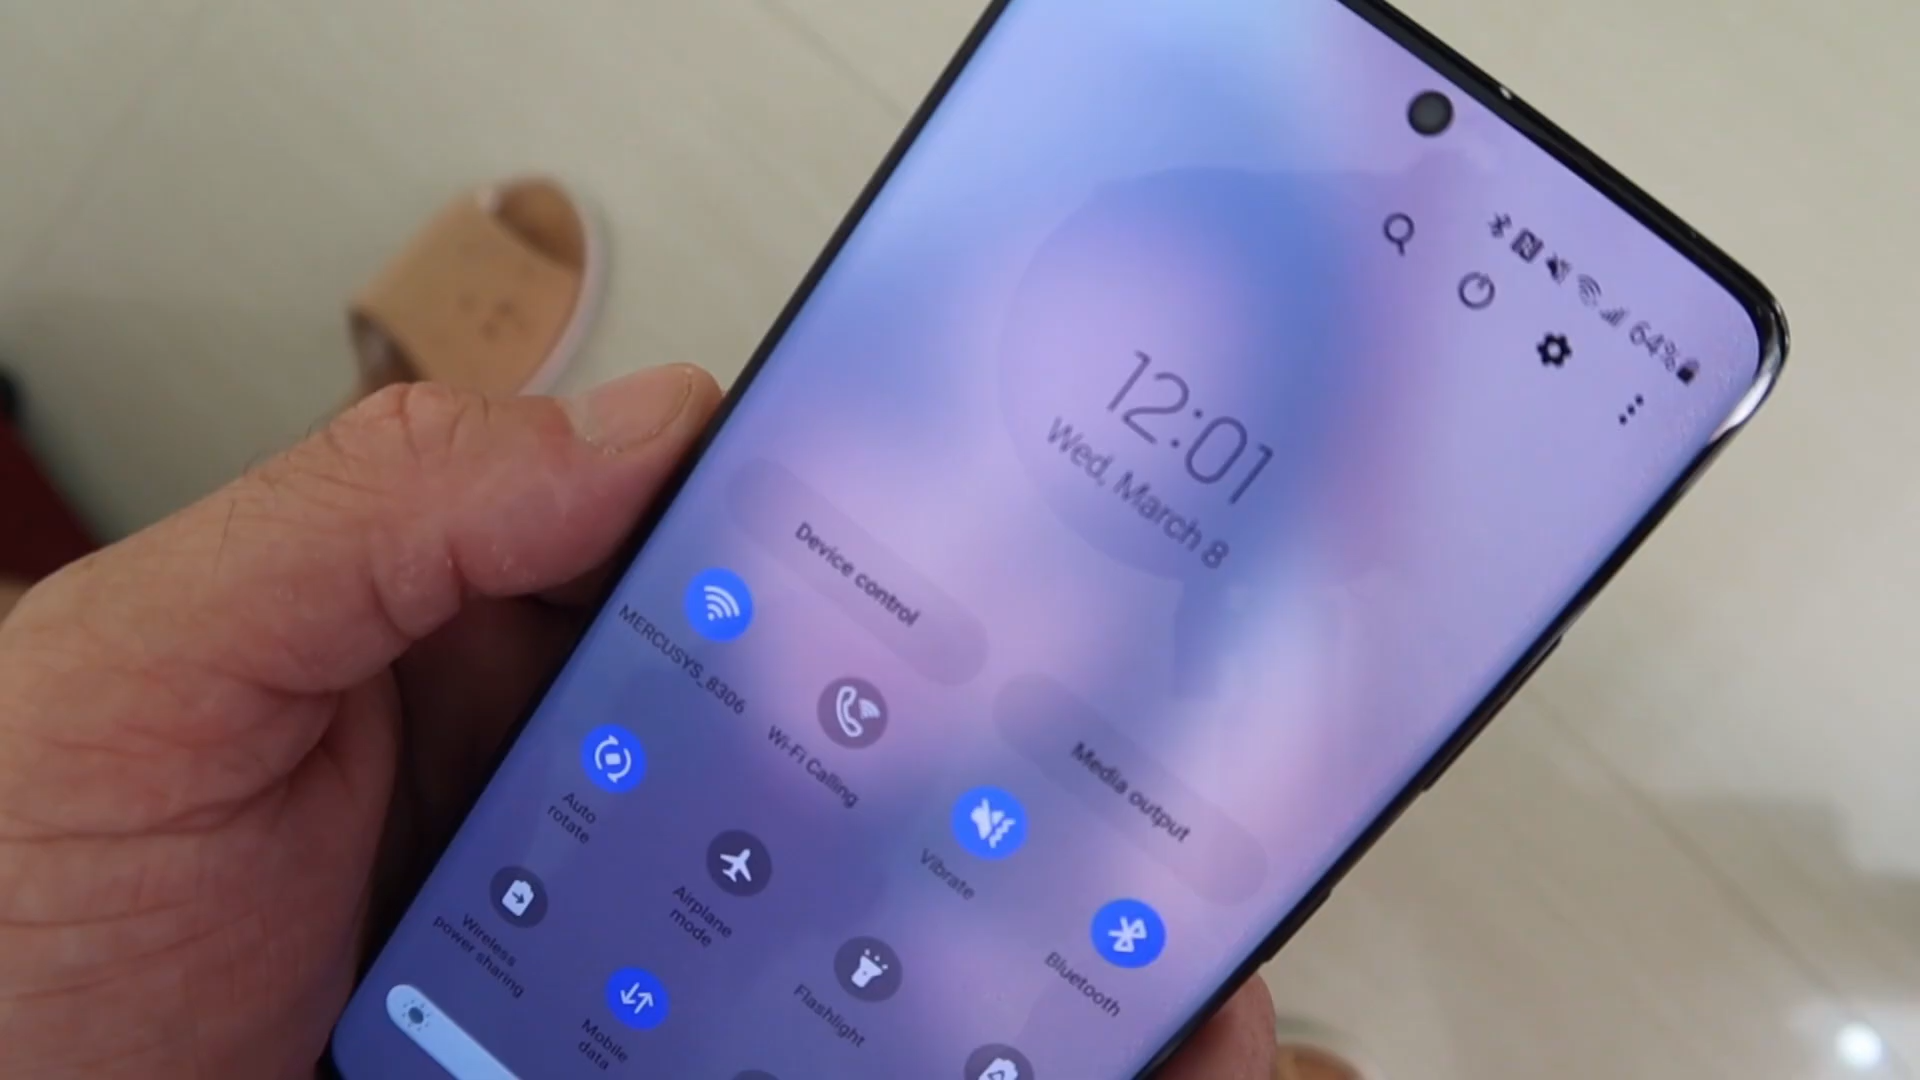 64%
12:01
Wed, March 8
Device control
Media output
MERCUSYS_8306
Wi-Fi Calling
Vibrate
Bluetooth
Auto
rotate
Airplane
mode
Flashlight
Wireless
power sharing
Mobile
data